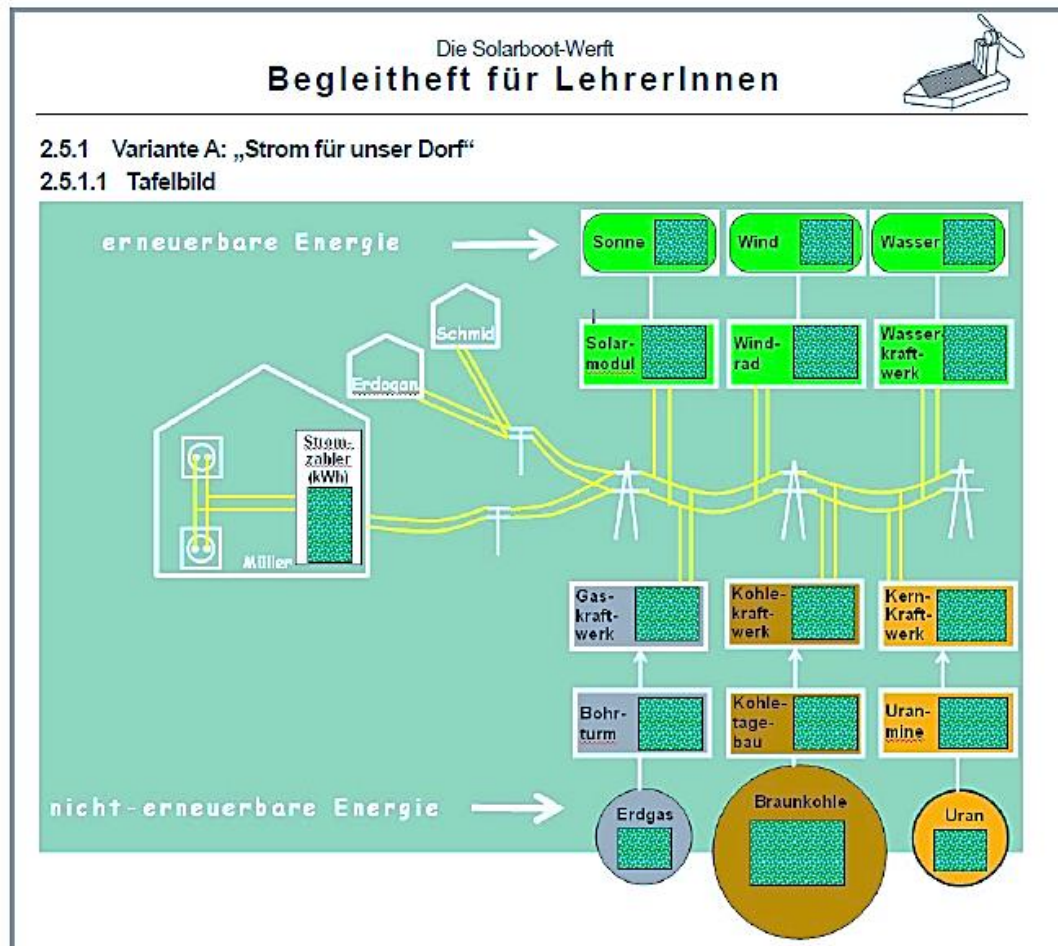 Die Solarboot-Werft
Begleitheft für LehrerInnen
2.5.1 Variante A: „Strom für unser Dorf“
2.5.1.1 Tafelbild
erneuerbare Energie
Sonne
Wind
Wasser
Schmid
Erdogan
Solar-
modul
Wind-
rad
Wasser-
kraft-
werk
Strom-
zahler
(kWh)
Müller
Gas-
kraft-
werk
Kohle-
kraft-
werk
Kern-
Kraft-
werk
Bohr-
turm
Kohle-
tage-
bau
Uran-
mine
nicht-erneuerbare Energie
Erdgas
Braunkohle
Uran